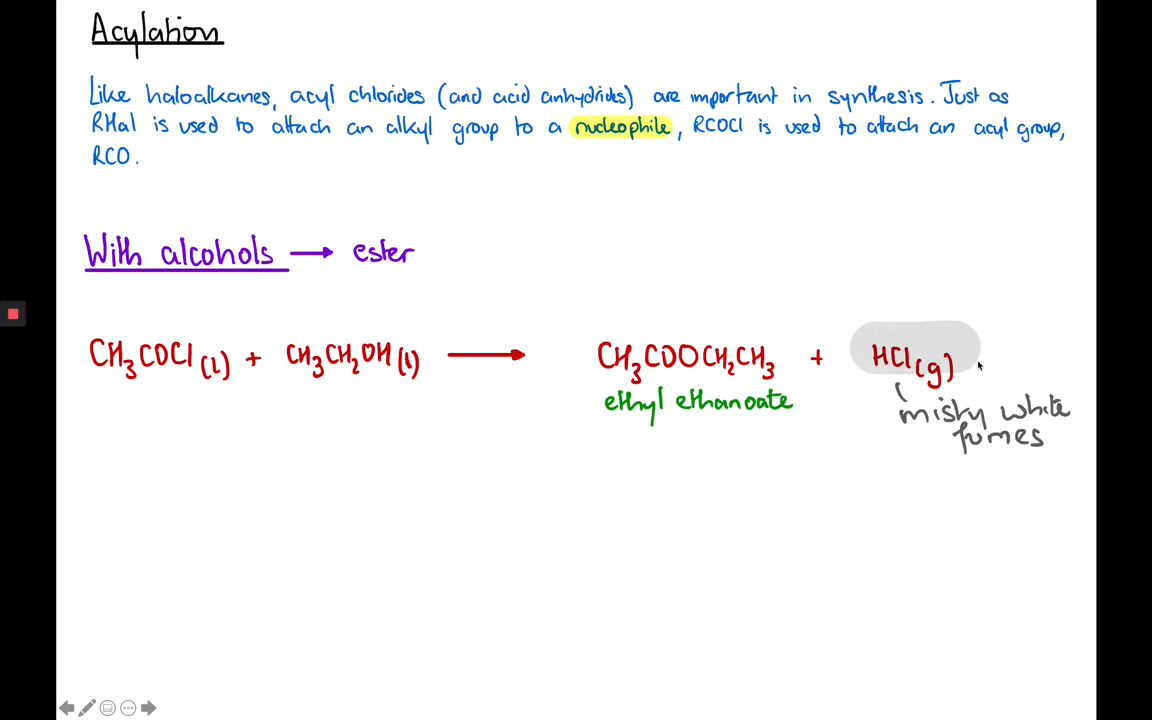 Acylation
Like haloalkanes, acyl chlorides (and acid anhydrides) are important in synthesis. Just as
RHal is used to attach an alkyl group to a nucleophile, RCOCl is used to attach an acyl group,
RCO.
With alcohols → ester
CH₃COCl (l) + CH₃CH₂OH (l) → CH₃COOCH₂CH₃ + HCl (g)
ethyl ethanoate
misty white
fumes